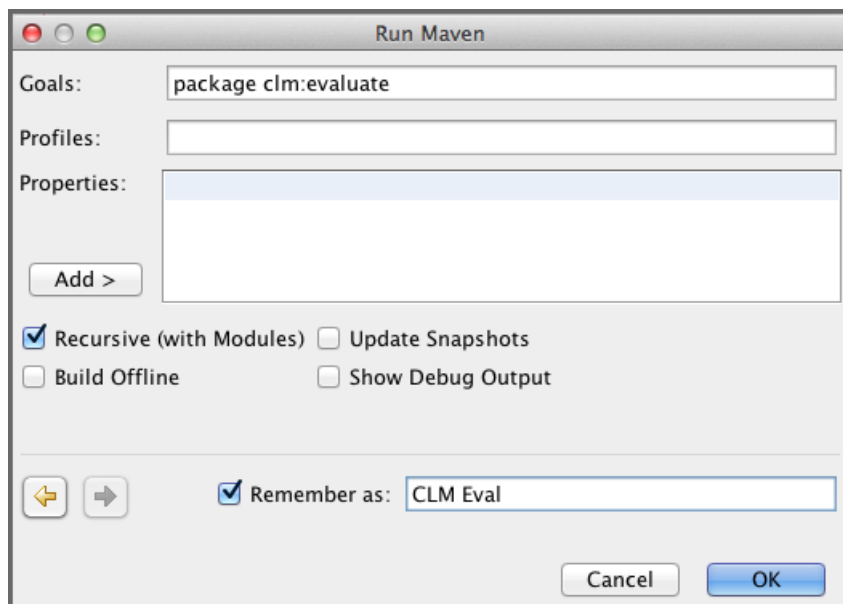 Run Maven
Goals: package clm:evaluate
Profiles:
Properties:
Add >
Recursive (with Modules) Update Snapshots
Build Offline Show Debug Output
Remember as: CLM Eval
Cancel OK